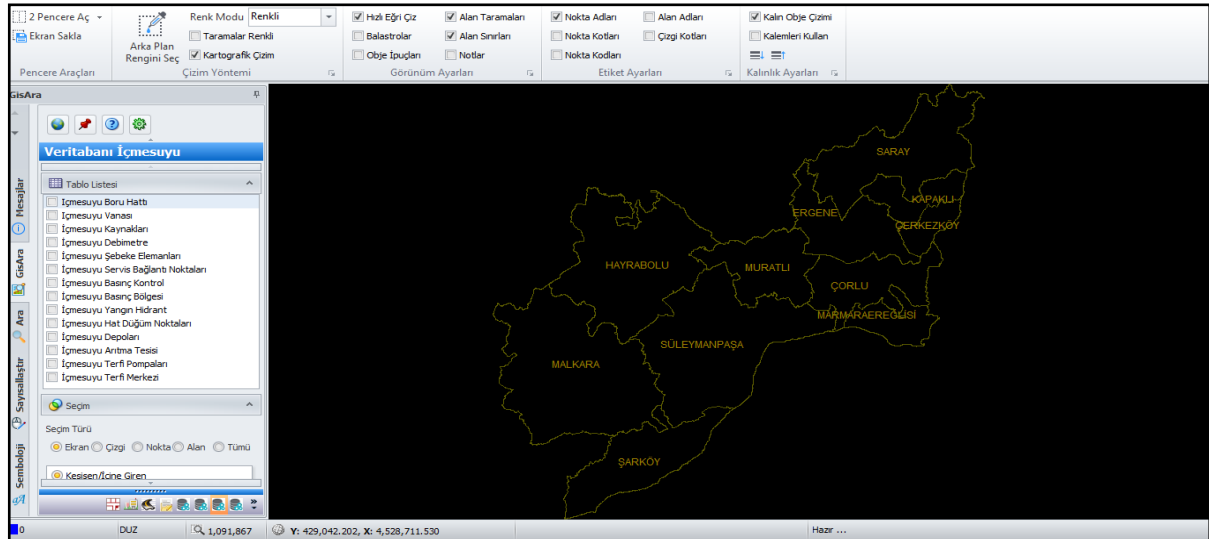 2 Pencere Aç
Ekran Sakla
Pencere Araçları
Arka Plan
Rengini Seç
Renk Modu Renkli
Taramalar Renkli
Kartografik Çizim
Çizim Yöntemi
Hızlı Eğri Çiz
Balastrolar
Obje İpuçları
Alan Taramaları
Alan Sınırları
Notlar
Görünüm Ayarları
Nokta Adları
Nokta Kotları
Nokta Kodları
Alan Adları
Çizgi Kotları
Etiket Ayarları
Kalın Obje Çizimi
Kalemleri Kullan
Kalınlık Ayarları
GisAra
Mesajlar
GisAra
Ara
Sayısallaştır
Semboloji
Veritabanı İçmesuyu
Tablo Listesi
İçmesuyu Boru Hattı
İçmesuyu Vanası
İçmesuyu Kaynakları
İçmesuyu Debimetre
İçmesuyu Şebeke Elemanları
İçmesuyu Servis Bağlantı Noktaları
İçmesuyu Basınç Kontrol
İçmesuyu Basınç Bölgesi
İçmesuyu Yangın Hidrant
İçmesuyu Hat Düğüm Noktaları
İçmesuyu Depoları
İçmesuyu Arıtma Tesisi
İçmesuyu Terfi Pompaları
İçmesuyu Terfi Merkezi
Seçim
Seçim Türü
Ekran Çizgi Nokta Alan Tümü
Kesişen/İçine Giren
SARAY
KAPAKLI
ERGENE
ÇERKEZKÖY
HAYRABOLU
MURATLI
ÇORLU
MARMARAEREĞLİSİ
SÜLEYMANPAŞA
MALKARA
ŞARKÖY
0 DUZ 1,091,867 Y: 429,042.202, X: 4,528,711.530 Hazır ...